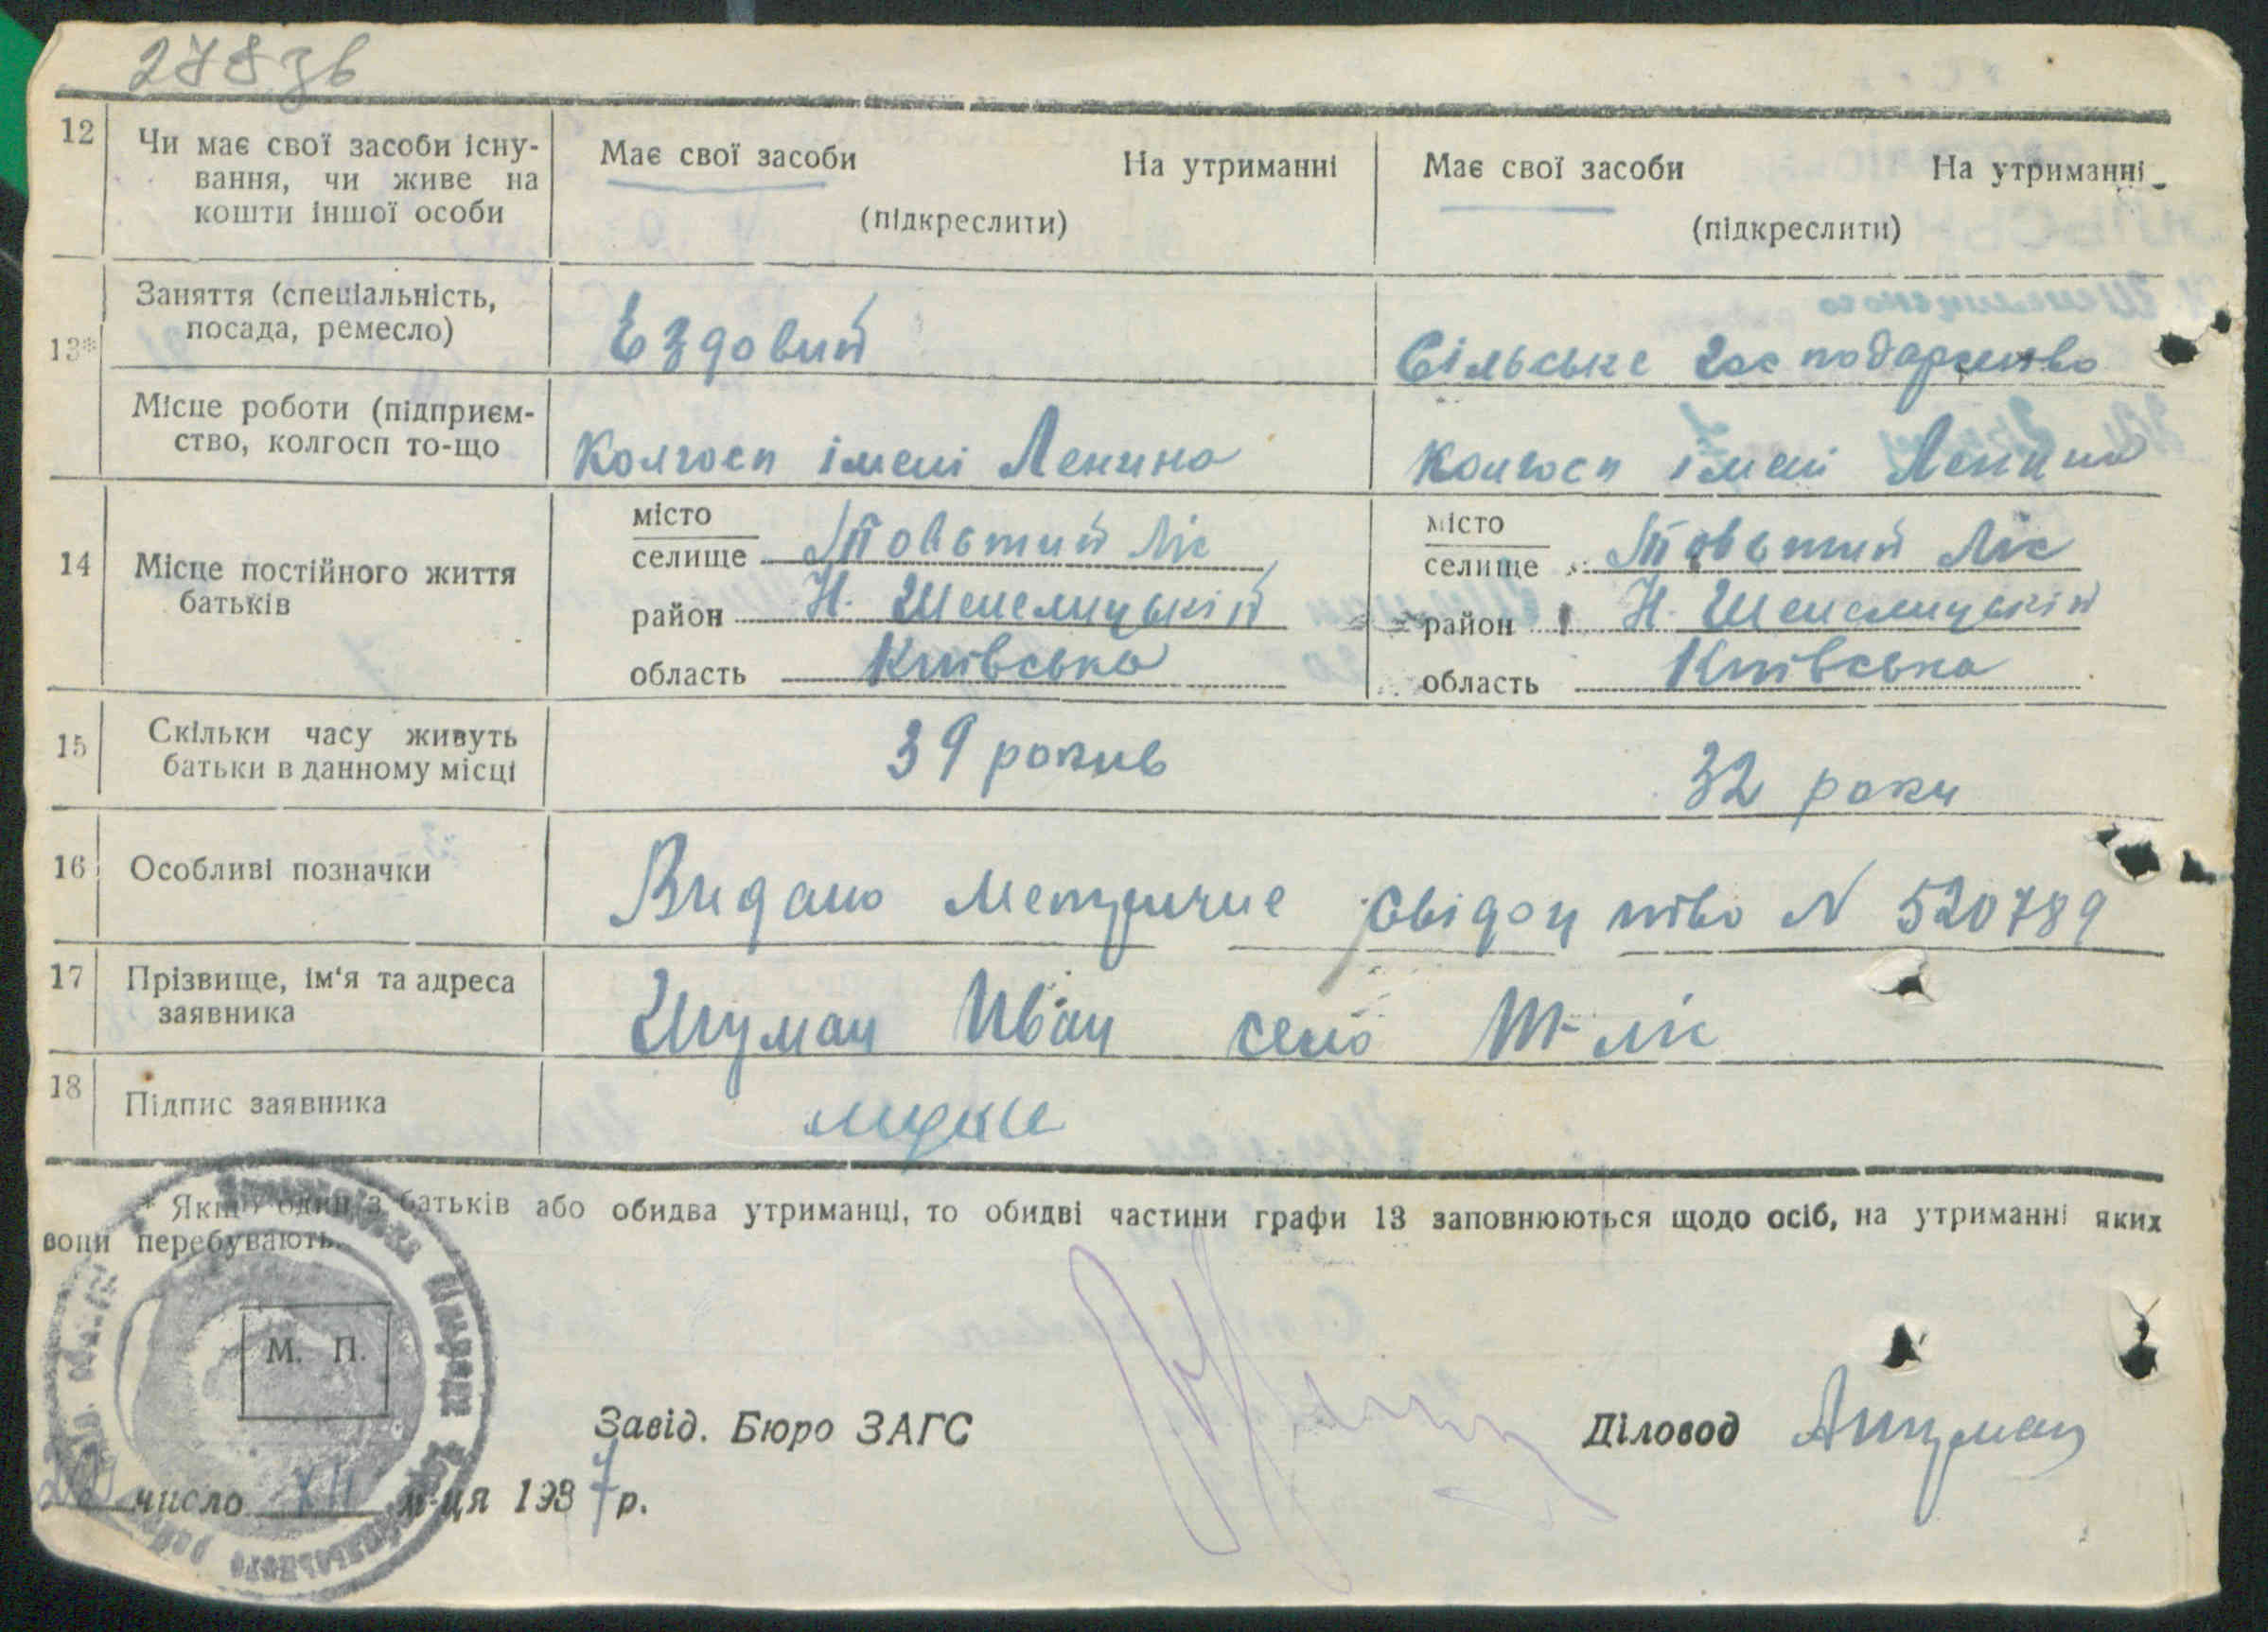 278 зв
12 Чи має свої засоби існу-
вання, чи живе на
кошти іншої особи
Має свої засоби На утриманні
(підкреслити)
Має свої засоби На утриманні
(підкреслити)
13*
Заняття (спеціальність,
посада, ремесло)
Ездовий
Сільське господарство
Місце роботи (підприєм-
ство, колгосп то-що
Колгосп імені Ленина
Колгосп імені Ленина
14 Місце постійного життя
батьків
місто
селище Товстий Ліс
район Н. Шепелицький
область Київська
місто
селище Товстий Ліс
район Н. Шепелицький
область Київська
15 Скільки часу живуть
батьки в данному місці
39 роки́в
32 роки
16 Особливі позначки
Видано Метричне свідоцтво N 520789
17 Прізвище, ім'я та адреса
заявника
Шуман Иван село Т-ліс
18 Підпис заявника
* Якщо один з батьків або обидва утриманці, то обидві частини графи 13 заповнюються щодо осіб, на утриманні яких
вони перебувають.
М. П.
Завід. Бюро ЗАГС
Діловод
число XII м-ця 1937 р.